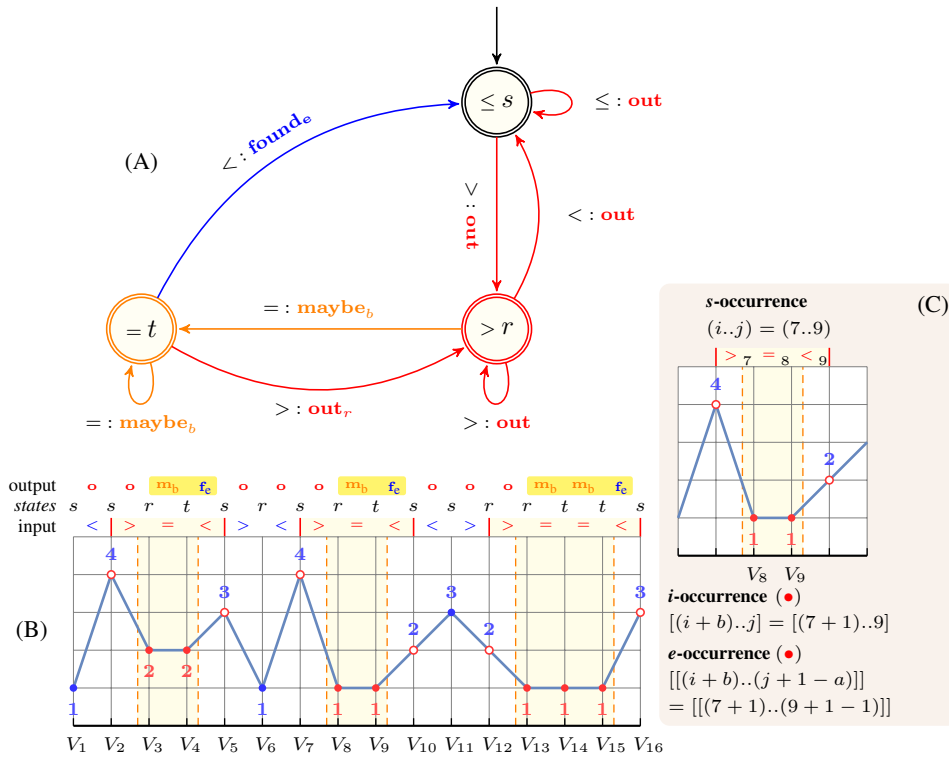 (A)
≤ s
≤ : out
< : found_e
> : out
< : out
= : maybe_b
= t
> r
= : maybe_b
> : out_r
> : out
(B)
output o o m_b f_e o o o m_b f_e o o o m_b m_b f_e
states s s r t s r s r t s s r r t t s
input < > = < > < > = < < > > = = <
4 4
3 3 3
2 2 2 2
1 1 1 1 1 1 1
V₁ V₂ V₃ V₄ V₅ V₆ V₇ V₈ V₉ V₁₀ V₁₁ V₁₂ V₁₃ V₁₄ V₁₅ V₁₆
(C)
s-occurrence
(i..j) = (7..9)
> 7 = 8 < 9
4
2
1 1
V₈ V₉
i-occurrence (●)
[(i + b)..j] = [(7 + 1)..9]
e-occurrence (●)
[[(i + b)..(j + 1 − a)]]
= [[(7 + 1)..(9 + 1 − 1)]]